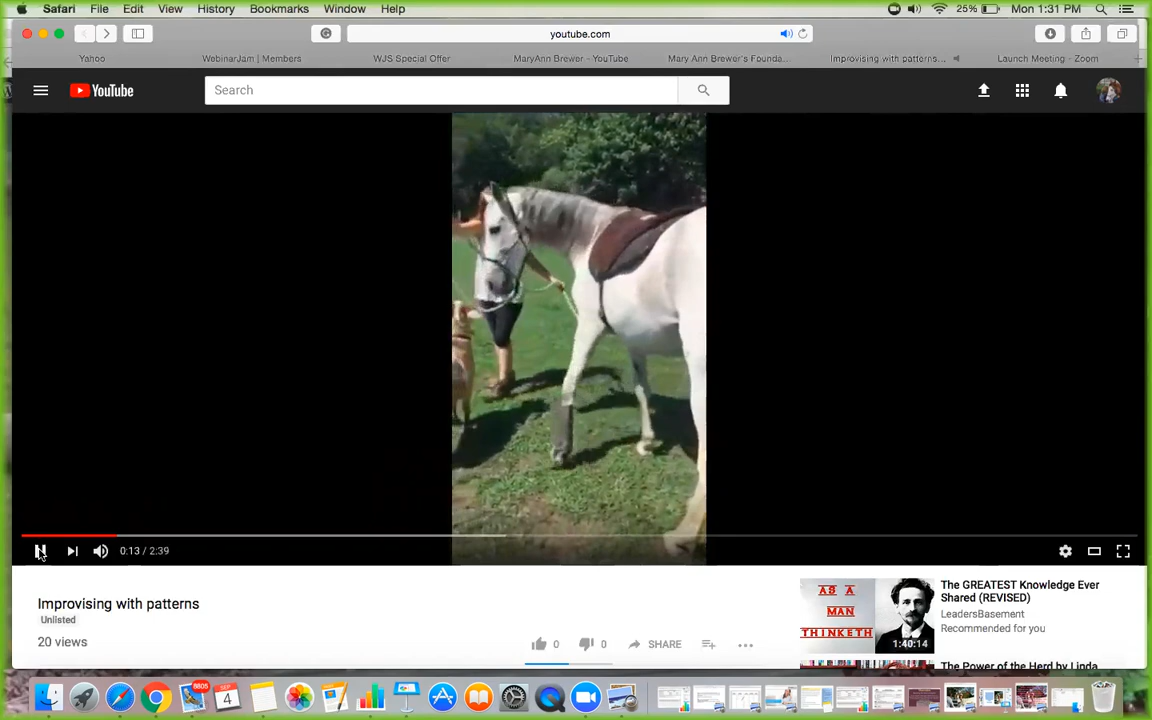 Safari File Edit View History Bookmarks Window Help 25% Mon 1:31 PM
youtube.com
Yahoo WebinarJam | Members WJS Special Offer MaryAnn Brewer - YouTube Mary Ann Brewer's Founda... Improvising with patterns... Launch Meeting - Zoom
YouTube Search
0:13 / 2:39
Improvising with patterns
Unlisted
20 views
0 0 SHARE
AS A
MAN
THINKETH
1:40:14
The GREATEST Knowledge Ever
Shared (REVISED)
LeadersBasement
Recommended for you
The Power of the Herd by Linda
6805
SEP
4